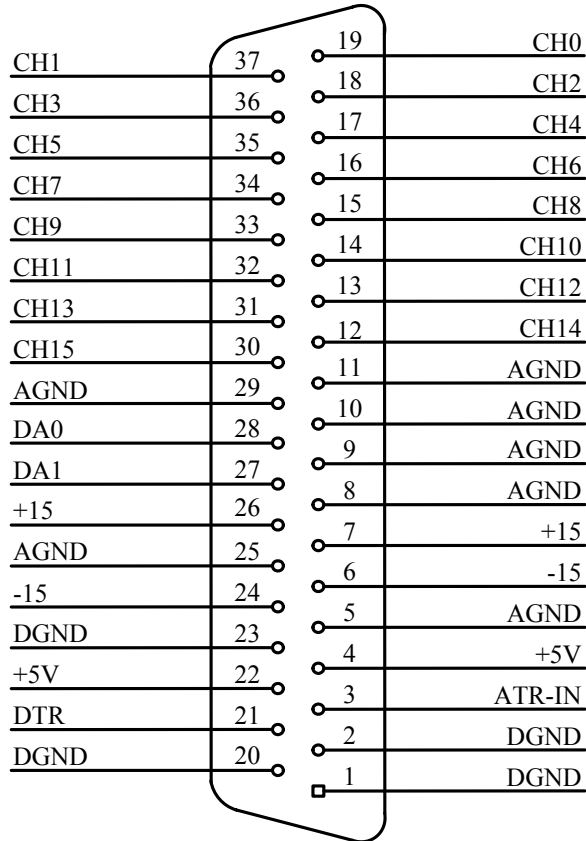 19 CH0
CH1 37
18 CH2
CH3 36
17 CH4
CH5 35
16 CH6
CH7 34
15 CH8
CH9 33
14 CH10
CH11 32
13 CH12
CH13 31
12 CH14
CH15 30
11 AGND
AGND 29
10 AGND
DA0 28
9 AGND
DA1 27
8 AGND
+15 26
7 +15
AGND 25
6 -15
-15 24
5 AGND
DGND 23
4 +5V
+5V 22
3 ATR-IN
DTR 21
2 DGND
DGND 20
1 DGND